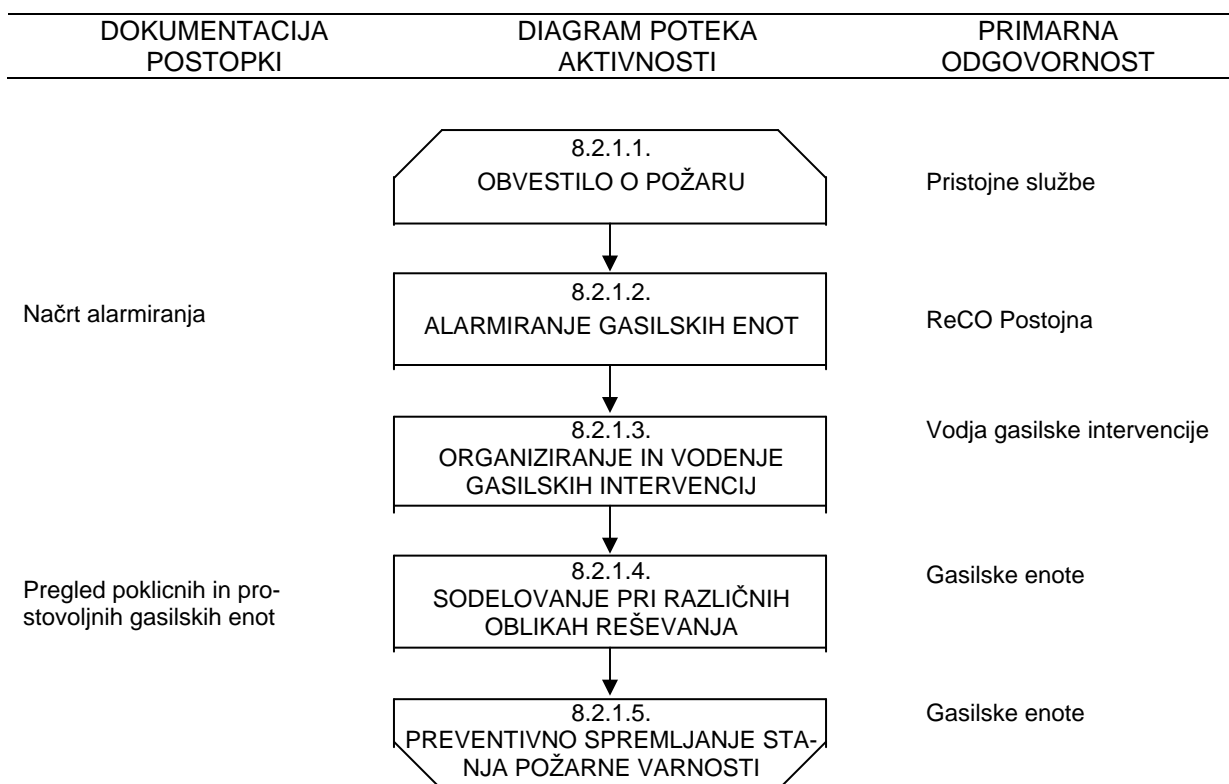 DOKUMENTACIJA
POSTOPKI
DIAGRAM POTEKA
AKTIVNOSTI
PRIMARNA
ODGOVORNOST
8.2.1.1.
OBVESTILO O POŽARU
Pristojne službe
Načrt alarmiranja
8.2.1.2.
ALARMIRANJE GASILSKIH ENOT
ReCO Postojna
8.2.1.3.
ORGANIZIRANJE IN VODENJE
GASILSKIH INTERVENCIJ
Vodja gasilske intervencije
Pregled poklicnih in pro-
stovoljnih gasilskih enot
8.2.1.4.
SODELOVANJE PRI RAZLIČNIH
OBLIKAH REŠEVANJA
Gasilske enote
8.2.1.5.
PREVENTIVNO SPREMLJANJE STA-
NJA POŽARNE VARNOSTI
Gasilske enote